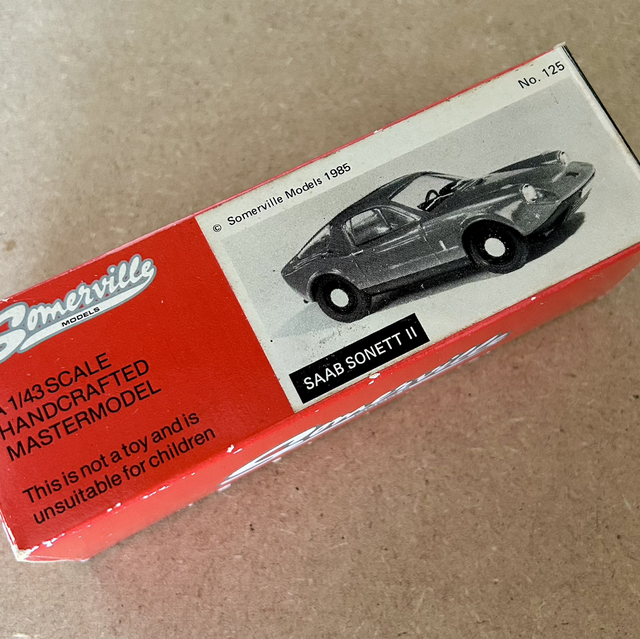 Somerville
MODELS
A 1/43 SCALE
HANDCRAFTED
MASTERMODEL
This is not a toy and is
unsuitable for children
© Somerville Models 1985
No. 125
SAAB SONETT II
Somerville